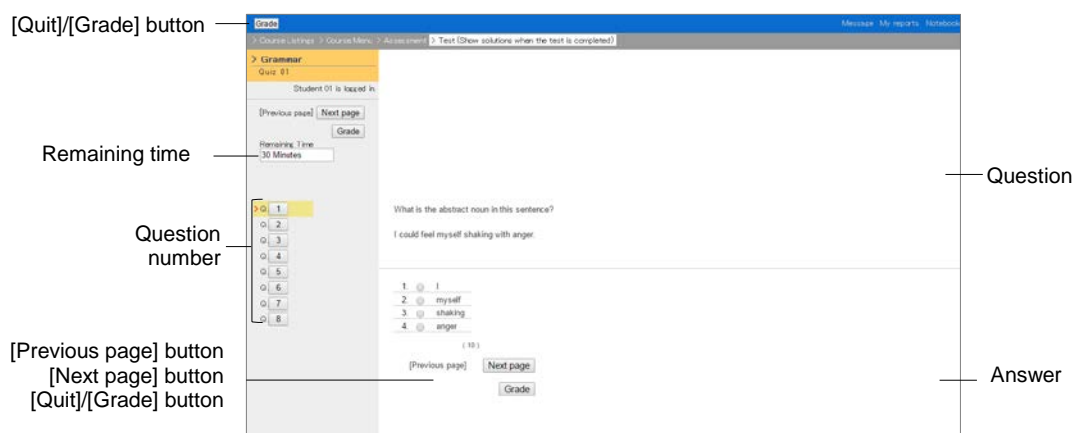 [Quit]/[Grade] button
Grade
Message My reports Notebook
> Course Listings > Course Menu > Assessment > Test (Show solutions when the test is completed)
> Grammar
Quiz 01
Student 01 is logged in.
[Previous page] Next page
Grade
Remaining Time
30 Minutes
Remaining time
Question
Question
number
> Q. 1
Q. 2
Q. 3
Q. 4
Q. 5
Q. 6
Q. 7
Q. 8
What is the abstract noun in this sentence?
I could feel myself shaking with anger.
1. I
2. myself
3. shaking
4. anger
( 10 )
[Previous page] Next page
Grade
[Previous page] button
[Next page] button
[Quit]/[Grade] button
Answer